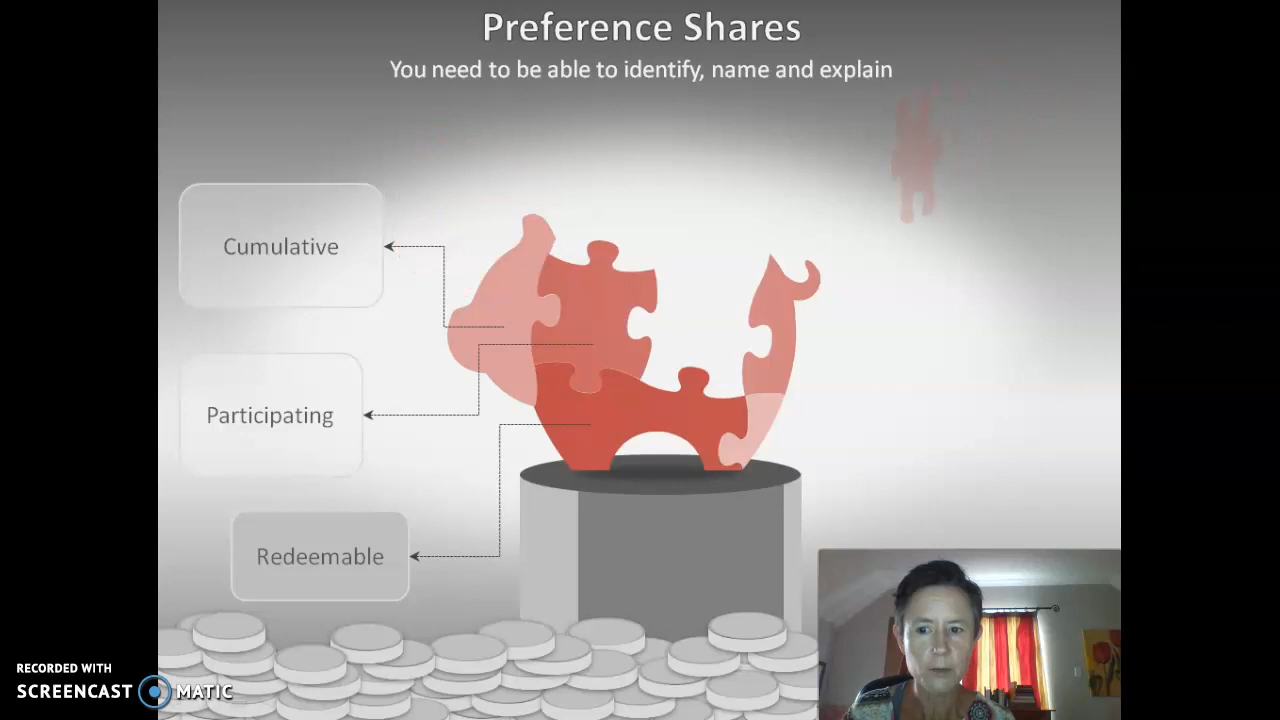 Preference Shares
You need to be able to identify, name and explain
Cumulative
Participating
Redeemable
RECORDED WITH
SCREENCAST MATIC